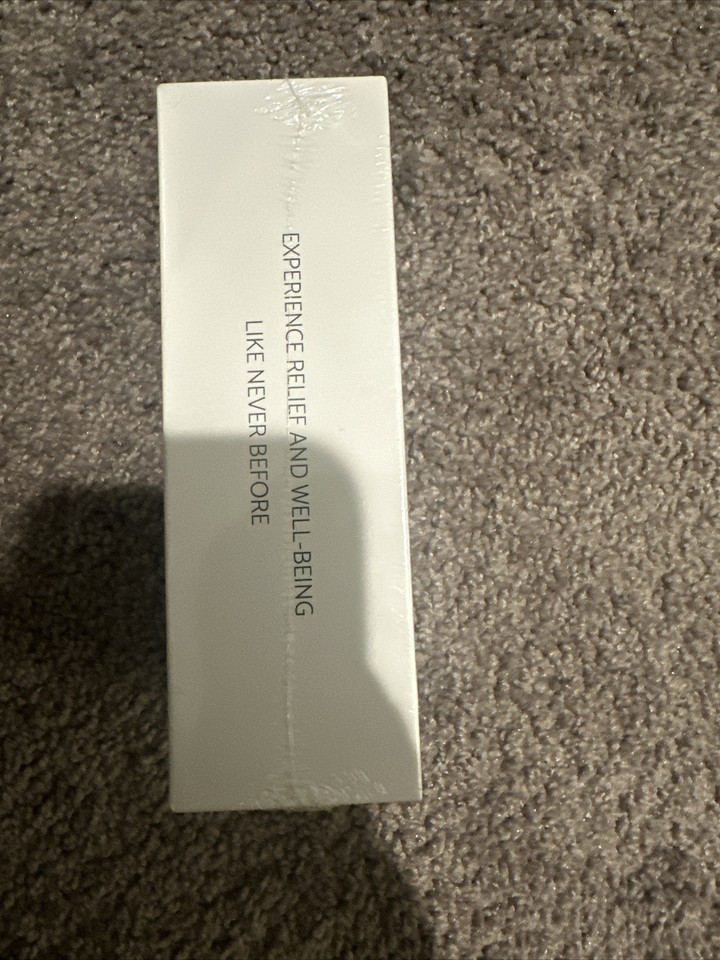 EXPERIENCE RELIEF AND WELL-BEING
LIKE NEVER BEFORE